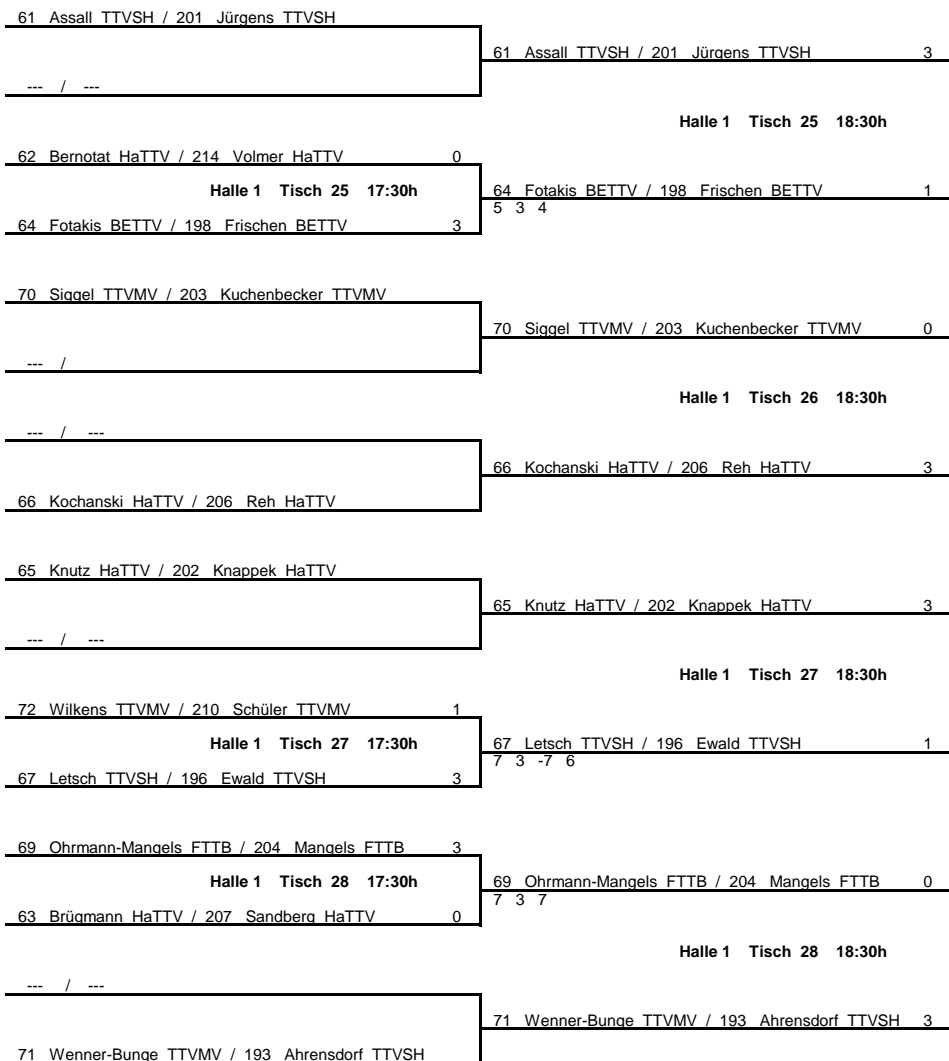 61 Assall TTVSH / 201 Jürgens TTVSH
61 Assall TTVSH / 201 Jürgens TTVSH 3
--- / ---
Halle 1 Tisch 25 18:30h
62 Bernotat HaTTV / 214 Volmer HaTTV 0
Halle 1 Tisch 25 17:30h
64 Fotakis BETTV / 198 Frischen BETTV 1
5 3 4
64 Fotakis BETTV / 198 Frischen BETTV 3
70 Siggel TTVMV / 203 Kuchenbecker TTVMV
70 Siggel TTVMV / 203 Kuchenbecker TTVMV 0
--- /
Halle 1 Tisch 26 18:30h
--- / ---
66 Kochanski HaTTV / 206 Reh HaTTV 3
66 Kochanski HaTTV / 206 Reh HaTTV
65 Knutz HaTTV / 202 Knappek HaTTV
65 Knutz HaTTV / 202 Knappek HaTTV 3
--- / ---
Halle 1 Tisch 27 18:30h
72 Wilkens TTVMV / 210 Schüler TTVMV 1
Halle 1 Tisch 27 17:30h
67 Letsch TTVSH / 196 Ewald TTVSH 1
7 3 -7 6
67 Letsch TTVSH / 196 Ewald TTVSH 3
69 Ohrmann-Mangels FTTB / 204 Mangels FTTB 3
Halle 1 Tisch 28 17:30h
69 Ohrmann-Mangels FTTB / 204 Mangels FTTB 0
7 3 7
63 Brügmann HaTTV / 207 Sandberg HaTTV 0
Halle 1 Tisch 28 18:30h
--- / ---
71 Wenner-Bunge TTVMV / 193 Ahrensdorf TTVSH 3
71 Wenner-Bunge TTVMV / 193 Ahrensdorf TTVSH